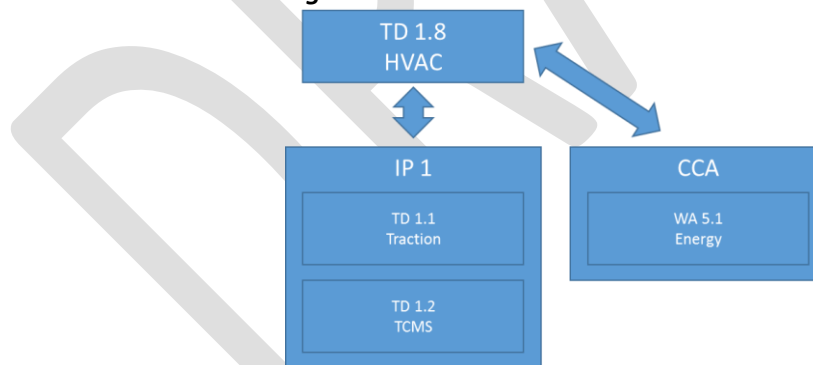 TD 1.8
HVAC
IP 1
TD 1.1
Traction
TD 1.2
TCMS
CCA
WA 5.1
Energy